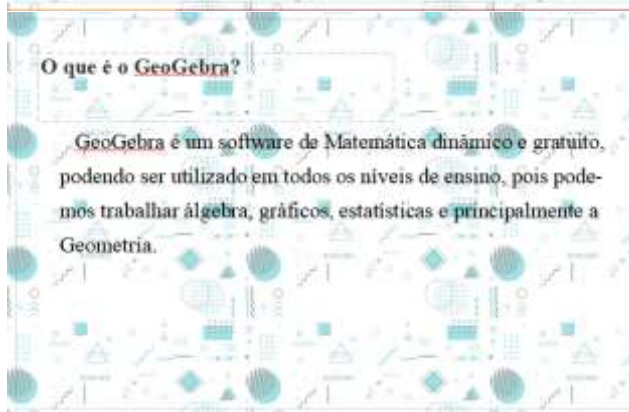 O que é o GeoGebra?
GeoGebra é um software de Matemática dinâmico e gratuito,
podendo ser utilizado em todos os níveis de ensino, pois pode-
mos trabalhar álgebra, gráficos, estatísticas e principalmente a
Geometria.